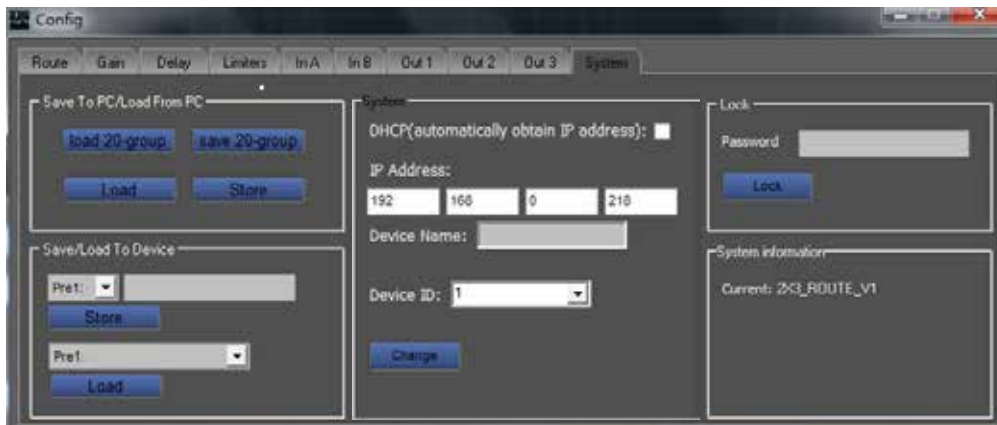 Config
Route Gain Delay Limiters In A In B Out 1 Out 2 Out 3 System
Save To PC/Load From PC
load 20-group save 20-group
Load Store
Save/Load To Device
Pre1:
Store
Pre1:
Load
System
DHCP(automatically obtain IP address):
IP Address:
192 168 0 218
Device Name:
Device ID: 1
Change
Lock
Password
Lock
System information
Current: 2X3_ROUTE_V1